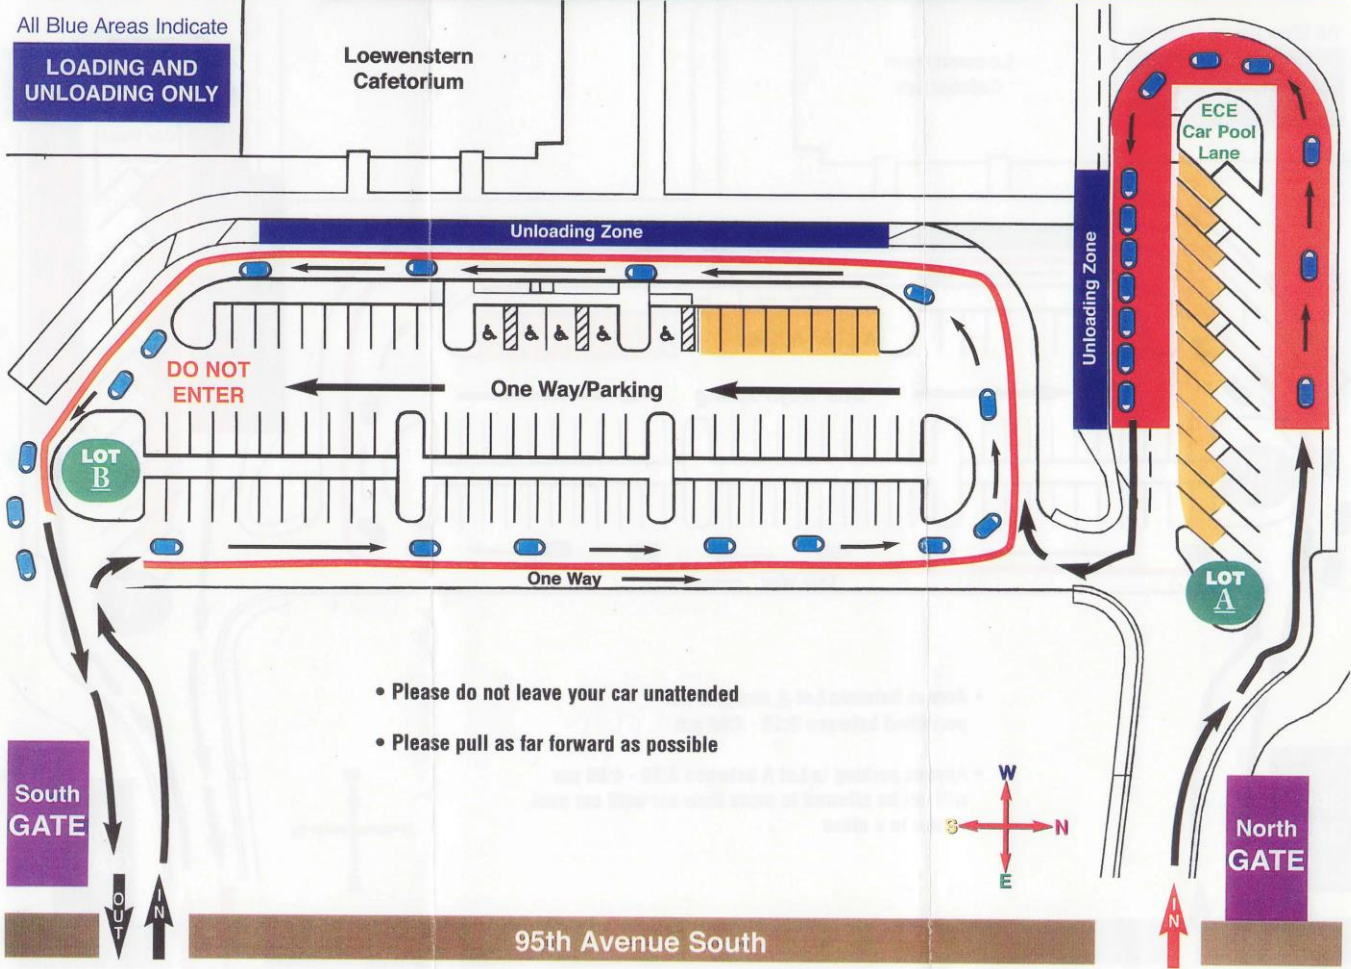 All Blue Areas Indicate
LOADING AND
UNLOADING ONLY
Loewenstern
Cafetorium
ECE
Car Pool
Lane
Unloading Zone
Unloading Zone
DO NOT
ENTER
One Way/Parking
LOT
B
One Way
LOT
A
• Please do not leave your car unattended
• Please pull as far forward as possible
South
GATE
W
S
N
E
North
GATE
OUT
IN
IN
95th Avenue South